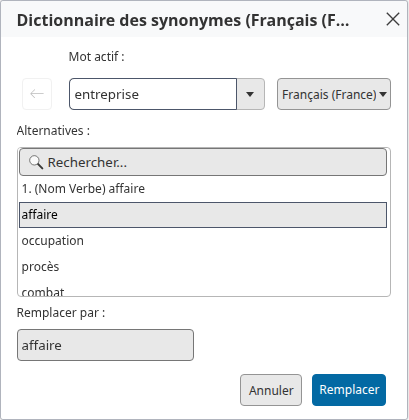 Dictionnaire des synonymes (Français (F...
Mot actif :
entreprise
Français (France)
Alternatives :
Rechercher...
1. (Nom Verbe) affaire
affaire
occupation
procès
combat
Remplacer par :
affaire
Annuler
Remplacer